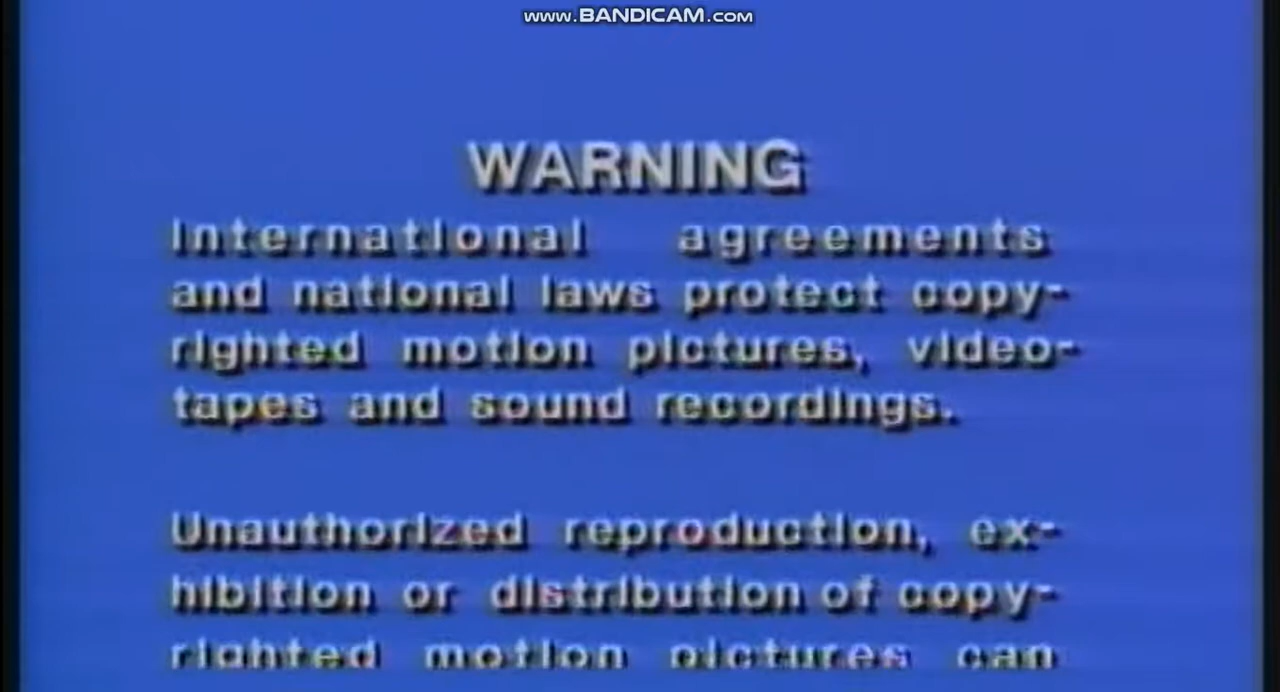 www.BANDICAM.com
WARNING
International agreements
and national laws protect copy-
righted motion pictures, video-
tapes and sound recordings.
Unauthorized reproduction, ex-
hibition or distribution of copy-
righted motion pictures can